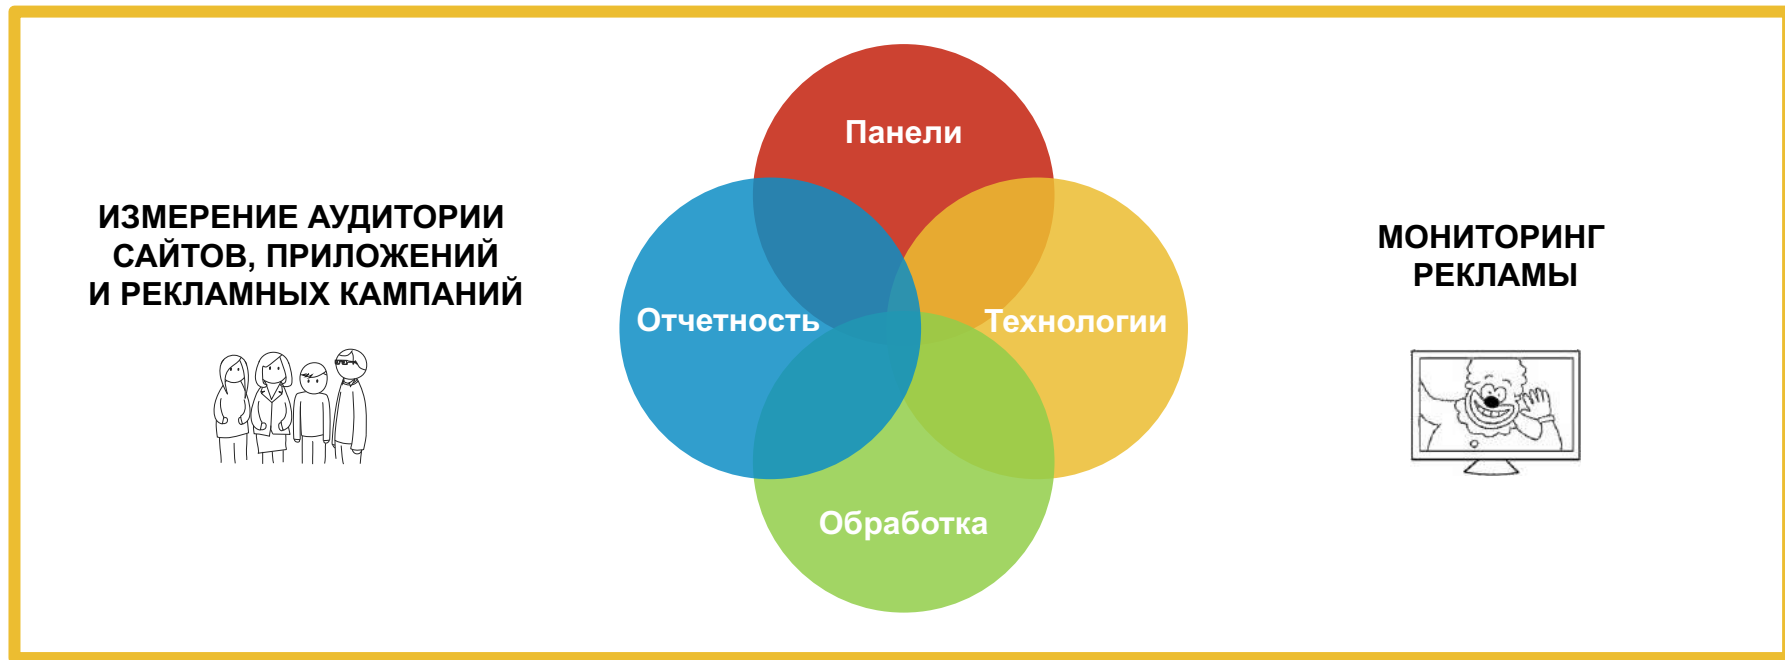 ИЗМЕРЕНИЕ АУДИТОРИИ
САЙТОВ, ПРИЛОЖЕНИЙ
И РЕКЛАМНЫХ КАМПАНИЙ
Панели
Отчетность
Технологии
Обработка
МОНИТОРИНГ
РЕКЛАМЫ